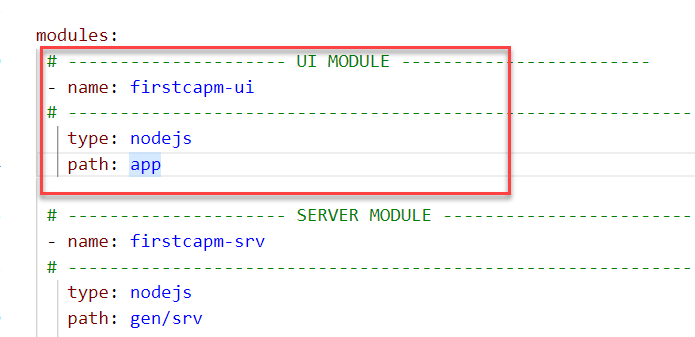 modules:
# --------------------- UI MODULE ------------------------
- name: firstcapm-ui
# ------------------------------------------------------------
type: nodejs
path: app
# --------------------- SERVER MODULE ------------------------
- name: firstcapm-srv
# ------------------------------------------------------------
type: nodejs
path: gen/srv